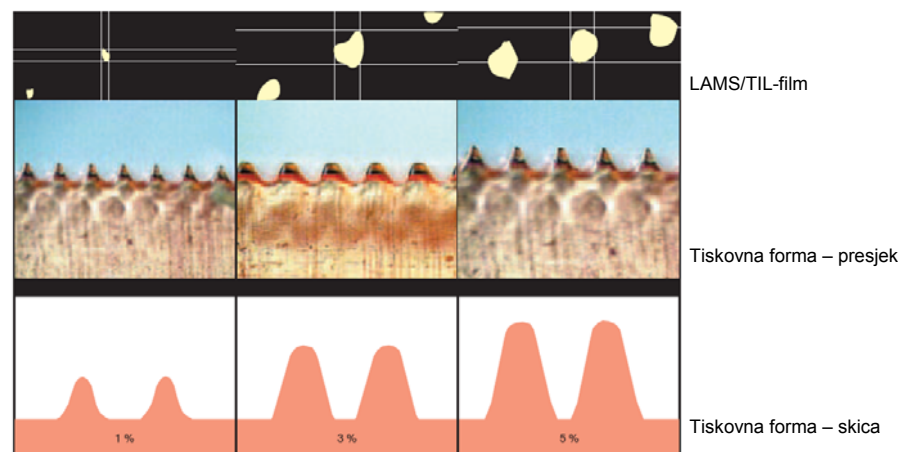 LAMS/TIL-film
Tiskovna forma – presjek
1 %
3 %
5 %
Tiskovna forma – skica